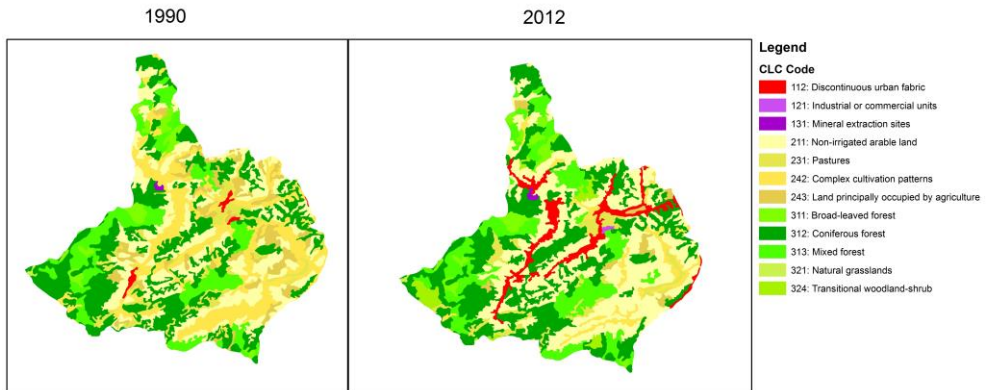 1990
2012
Legend
CLC Code
112: Discontinuous urban fabric
121: Industrial or commercial units
131: Mineral extraction sites
211: Non-irrigated arable land
231: Pastures
242: Complex cultivation patterns
243: Land principally occupied by agriculture
311: Broad-leaved forest
312: Coniferous forest
313: Mixed forest
321: Natural grasslands
324: Transitional woodland-shrub